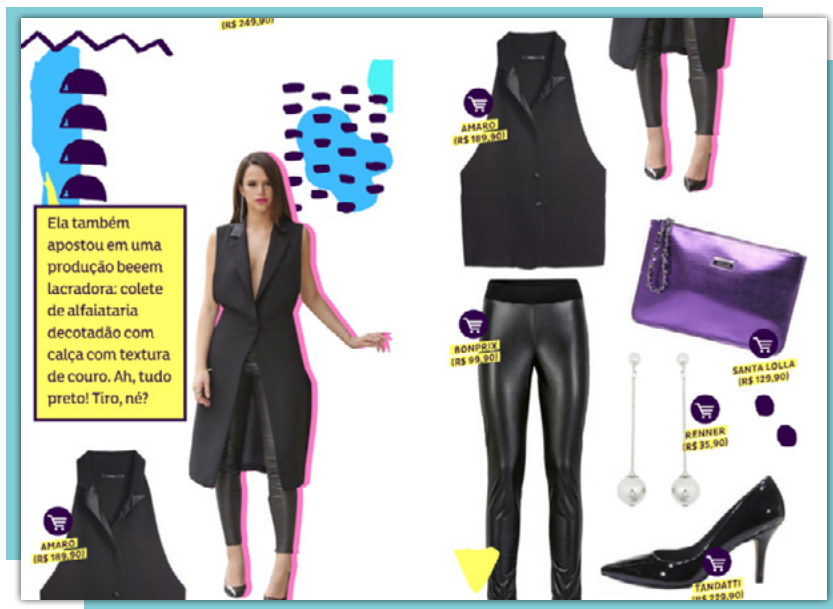 (R$ 249,90)
Ela também
apostou em uma
produção beeem
lacradora: colete
de alfaiataria
decotadão com
calça com textura
de couro. Ah, tudo
preto! Tiro, né?
AMARO
(R$ 189,90)
AMARO
(R$ 189,90)
BONPRIX
(R$ 99,90)
SANTA LOLLA
(R$ 129,90)
RENNER
(R$ 35,90)
TANDATTI
(R$ 229,90)